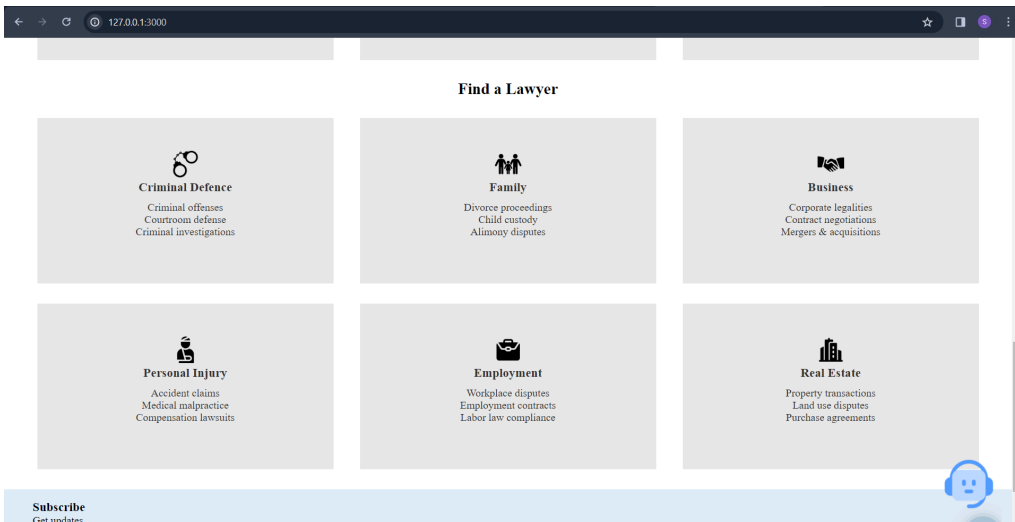 127.0.0.1:3000
S
Find a Lawyer
Criminal Defence
Criminal offenses
Courtroom defense
Criminal investigations
Family
Divorce proceedings
Child custody
Alimony disputes
Business
Corporate legalities
Contract negotiations
Mergers & acquisitions
Personal Injury
Accident claims
Medical malpractice
Compensation lawsuits
Employment
Workplace disputes
Employment contracts
Labor law compliance
Real Estate
Property transactions
Land use disputes
Purchase agreements
Subscribe
Get updates